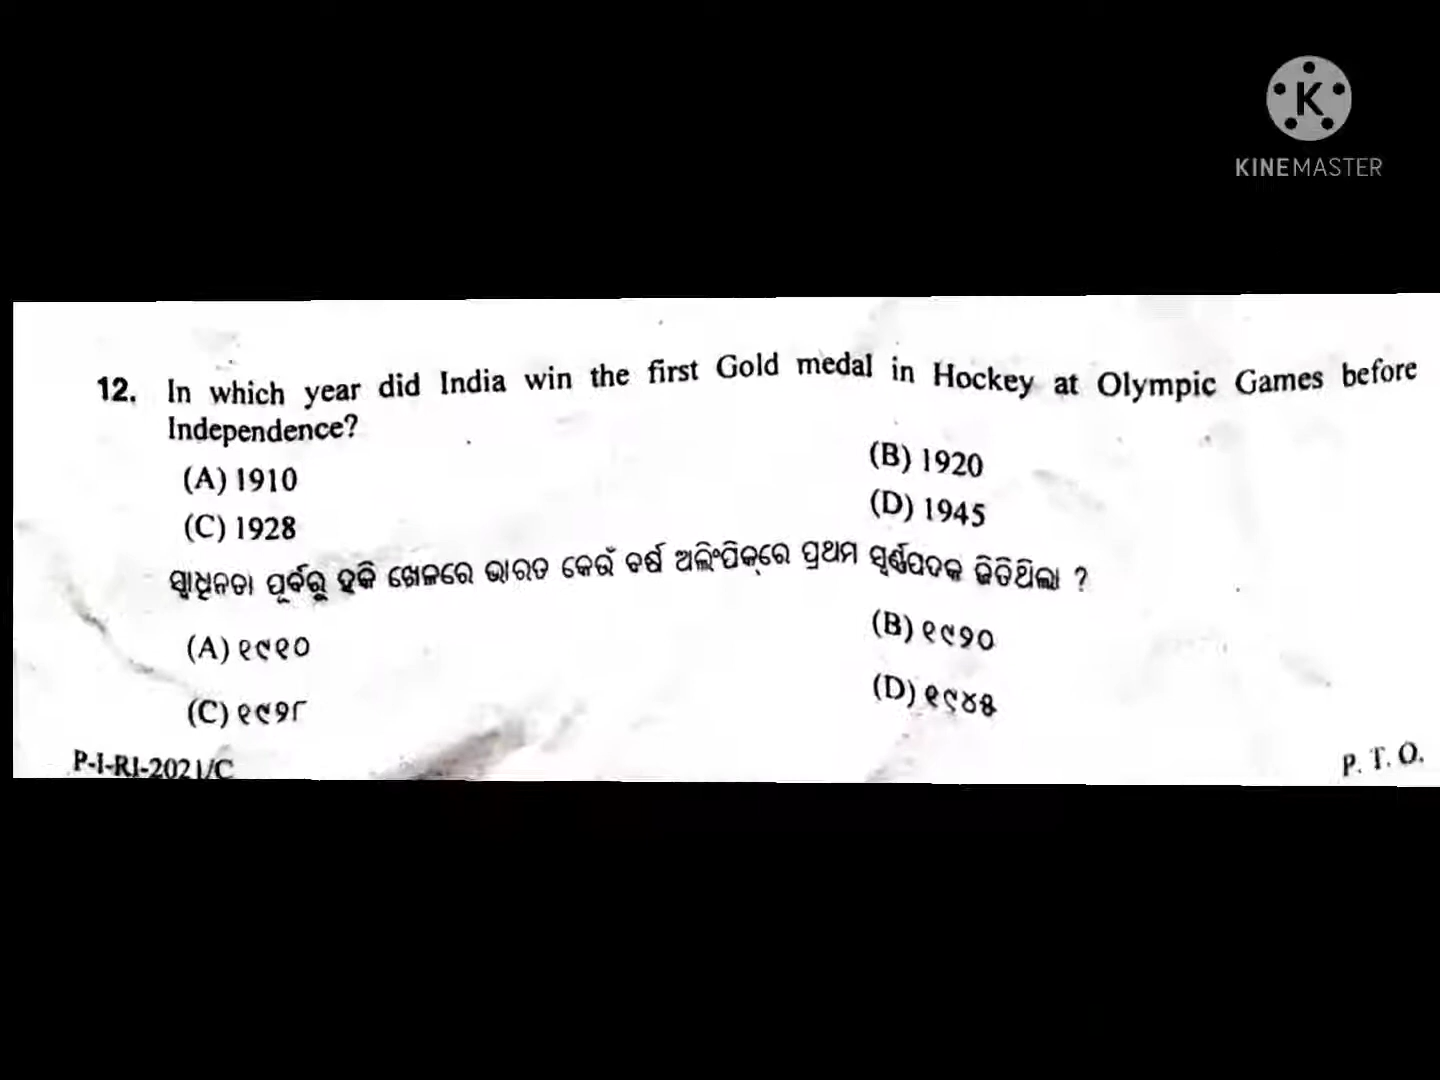 K
KINEMASTER
12. In which year did India win the first Gold medal in Hockey at Olympic Games before
Independence?
(A) 1910
(B) 1920
(C) 1928
(D) 1945
ସ୍ୱାଧିନତା ପୂର୍ବରୁ ହକି ଖେଳରେ ଭାରତ କେଉଁ ବର୍ଷ ଅଲିଂପିକ୍‌ରେ ପ୍ରଥମ ସ୍ୱର୍ଣ୍ଣପଦକ ଜିତିଥିଲା ?
(A) ୧୯୧୦
(B) ୧୯୨୦
(C) ୧୯୨୮
(D) ୧୯୪୫
P-I-RI-2021/C
P. T. O.